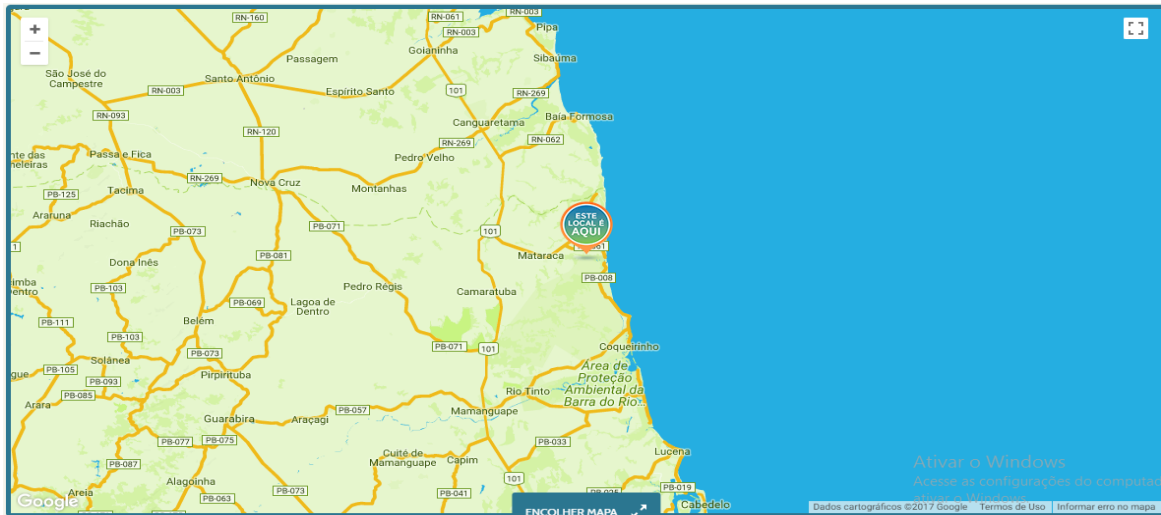 RN-160
RN-061
RN-003
RN-003
Pipa
Goianinha
Passagem
Sibaúma
São José do
Campestre
Santo Antônio
RN-003
Espírito Santo
101
RN-269
RN-093
Canguaretama
Baía Formosa
RN-120
RN-269
RN-062
Passa e Fica
Pedro Velho
RN-269
Nova Cruz
Montanhas
PB-125
Tacima
Araruna
Riachão
PB-073
PB-071
101
ESTE
LOCAL É
AQUI
Mataraca
PB-081
Dona Inês
PB-008
PB-103
Pedro Régis
Camaratuba
PB-069
Lagoa de
Dentro
PB-111
Belém
PB-103
PB-071
101
Coqueirinho
PB-073
Solânea
PB-105
PB-093
Pirpirituba
Área de
Proteção
Ambiental da
Barra do Rio...
PB-085
Rio Tinto
Arara
PB-057
Mamanguape
Guarabira
Araçagi
PB-077
PB-075
PB-033
Cuité de
Mamanguape
Capim
Lucena
PB-087
Alagoinha
101
PB-073
PB-041
PB-019
Areia
PB-063
Cabedelo
Google
ENCOLHER MAPA
Ativar o Windows
Acesse as configurações do computad
ativar o Windows.
Dados cartográficos ©2017 Google
Termos de Uso
Informar erro no mapa